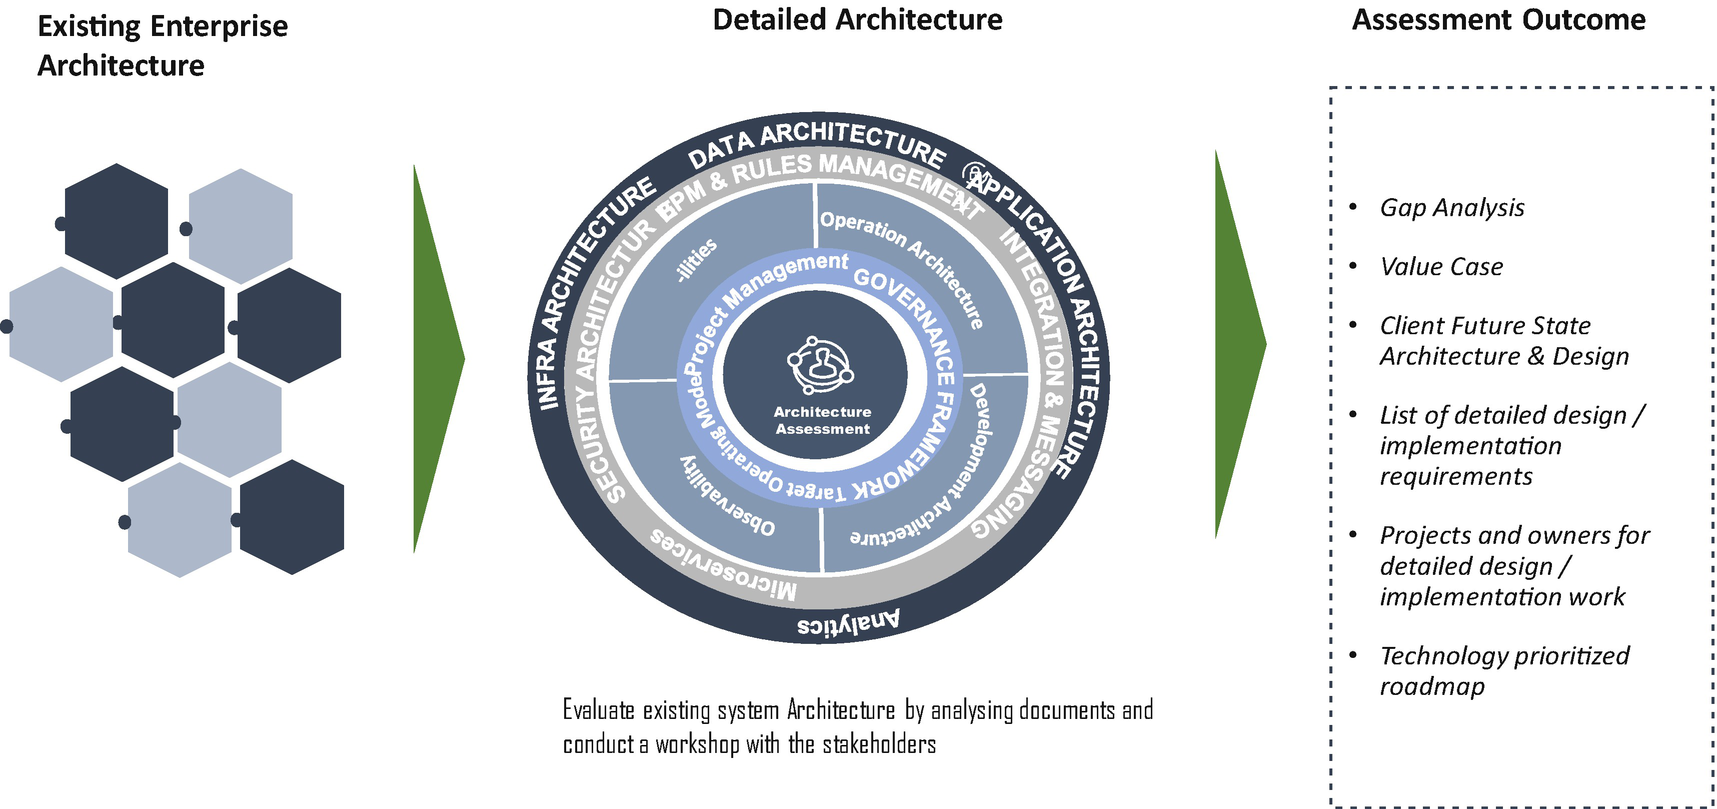 Existing Enterprise
Architecture
Detailed Architecture
Assessment Outcome
INFRA ARCHITECTURE
DATA ARCHITECTURE
APPLICATION ARCHITECTURE
Analytics
SECURITY ARCHITECTUR
BPM & RULES MANAGEMENT
INTEGRATION & MESSAGING
Microservices
-ilities
Operation Architecture
Development Architecture
Observability
Project Management
GOVERNANCE FRAMEWORK
Target Operating Mode
Architecture
Assessment
Evaluate existing system Architecture by analysing documents and
conduct a workshop with the stakeholders
• Gap Analysis
• Value Case
• Client Future State
Architecture & Design
• List of detailed design /
implementation
requirements
• Projects and owners for
detailed design /
implementation work
• Technology prioritized
roadmap